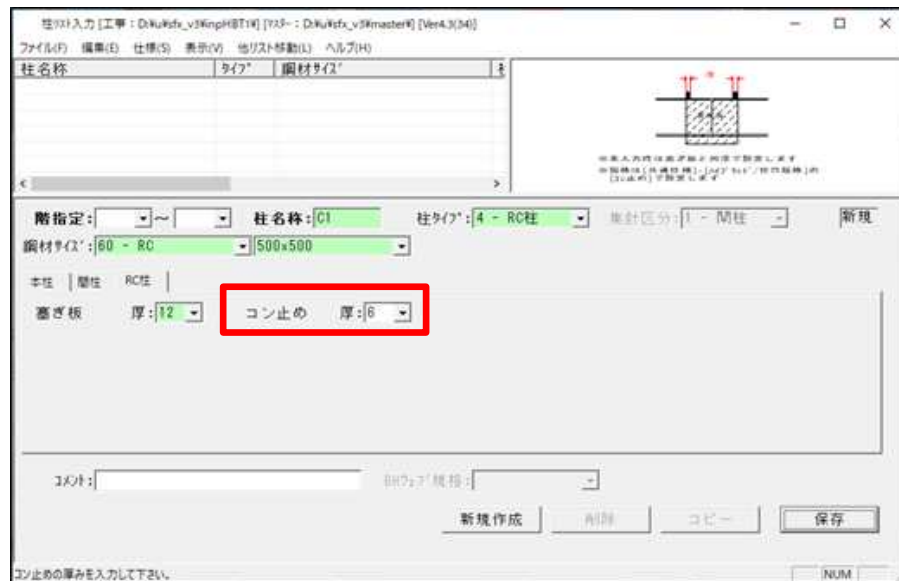 柱リスト入力 [工事：D:¥u¥sfx_v3¥inpHBT1¥] [マスター：D:¥u¥sfx_v3¥master¥] [Ver4.3(34)]
ファイル(F) 編集(E) 仕様(S) 表示(V) 他リスト移動(L) ヘルプ(H)
柱名称 タイプ 鋼材サイズ
階指定: ～ 柱名称: C1 柱タイプ: 4 - RC柱 集計区分: 1 - 間柱 新規
鋼材サイズ: 60 - RC 500x500
本柱 間柱 RC柱
塞ぎ板 厚: 12 コン止め 厚: 6
コメント: BHウェブ規格:
新規作成 削除 コピー 保存
コン止めの厚みを入力して下さい。 NUM